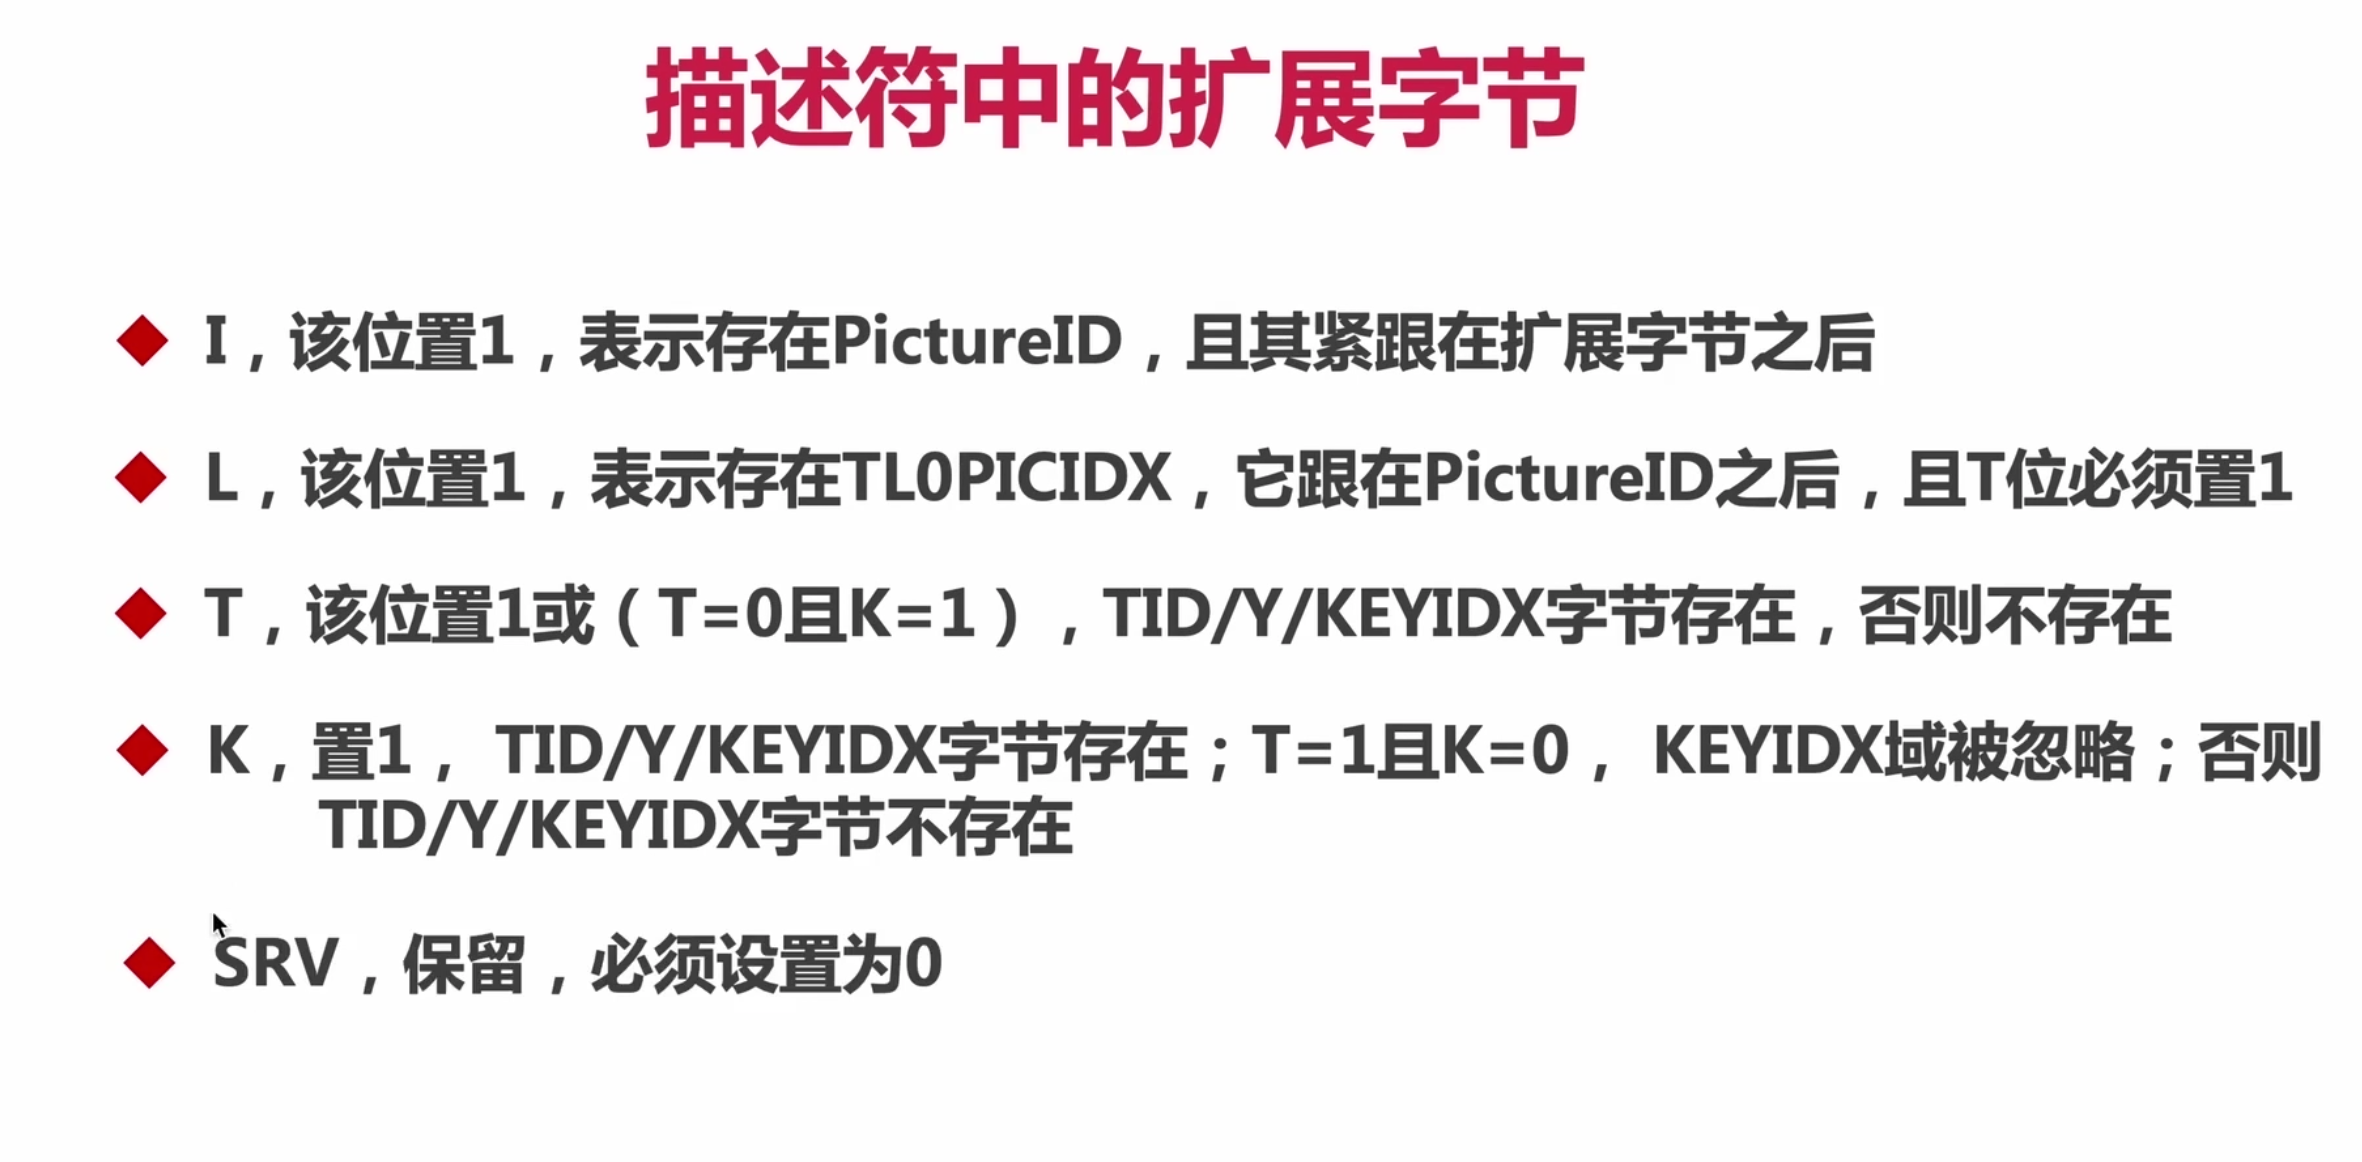 描述符中的扩展字节
I，该位置1，表示存在PictureID，且其紧跟在扩展字节之后
L，该位置1，表示存在TL0PICIDX，它跟在PictureID之后，且T位必须置1
T，该位置1或（T=0且K=1），TID/Y/KEYIDX字节存在，否则不存在
K，置1， TID/Y/KEYIDX字节存在；T=1且K=0， KEYIDX域被忽略；否则
TID/Y/KEYIDX字节不存在
SRV，保留，必须设置为0